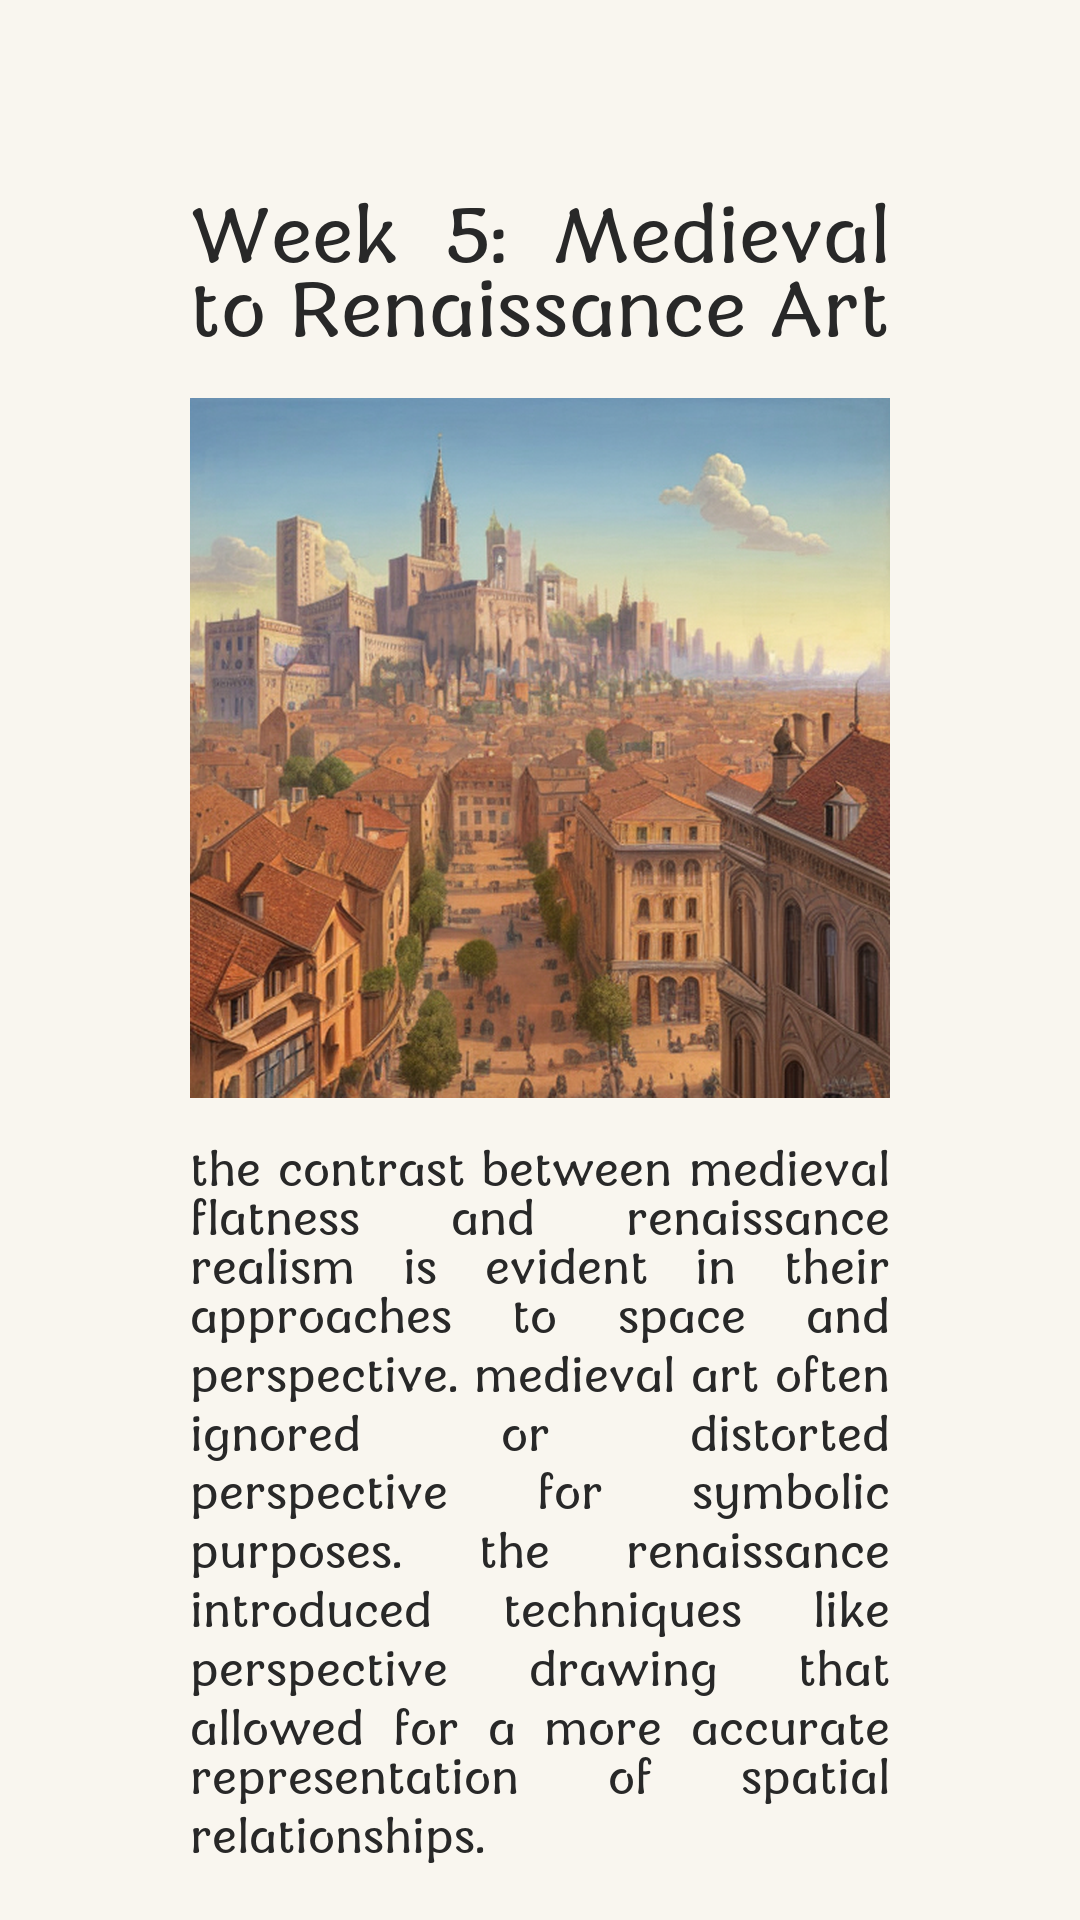 Week 5: Medieval
to Renaissance Art
the contrast between medieval
flatness and renaissance
realism is evident in their
approaches to space and
perspective. medieval art often
ignored or distorted
perspective for symbolic
purposes. the renaissance
introduced techniques like
perspective drawing that
allowed for a more accurate
representation of spatial
relationships.